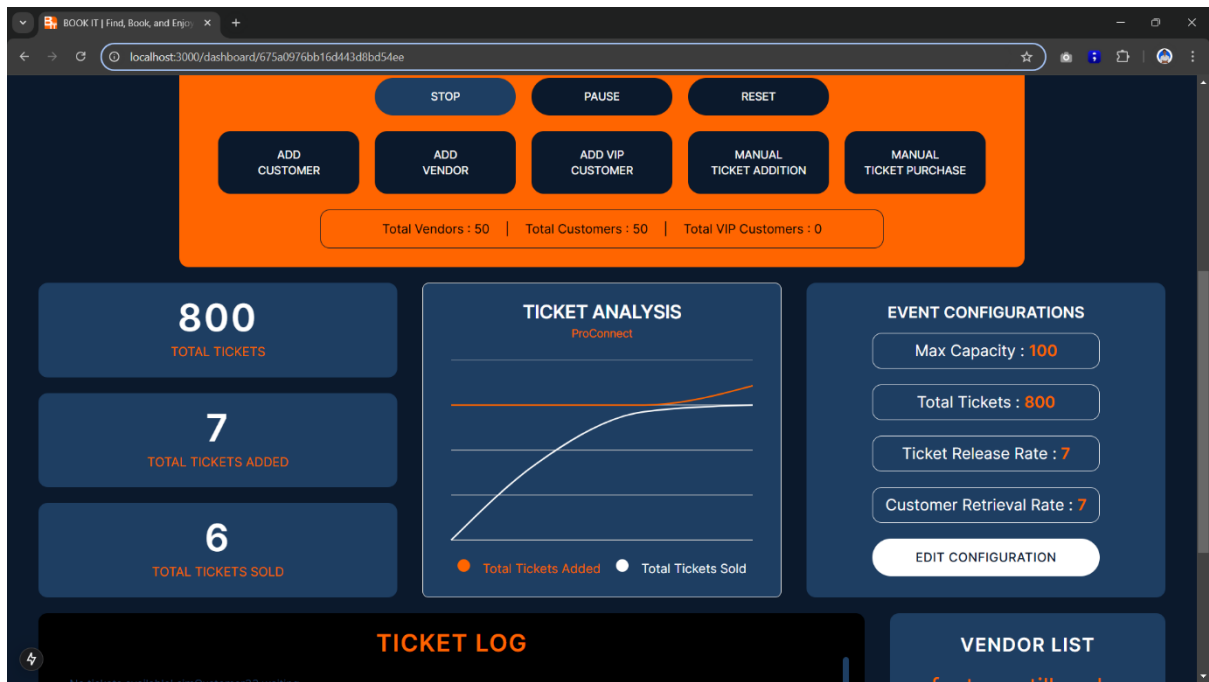 BOOK IT | Find, Book, and Enjoy
localhost:3000/dashboard/675a0976bb16d443d8bd54ee
STOP
PAUSE
RESET
ADD
CUSTOMER
ADD
VENDOR
ADD VIP
CUSTOMER
MANUAL
TICKET ADDITION
MANUAL
TICKET PURCHASE
Total Vendors : 50 | Total Customers : 50 | Total VIP Customers : 0
800
TOTAL TICKETS
7
TOTAL TICKETS ADDED
6
TOTAL TICKETS SOLD
TICKET ANALYSIS
ProConnect
Total Tickets Added
Total Tickets Sold
EVENT CONFIGURATIONS
Max Capacity : 100
Total Tickets : 800
Ticket Release Rate : 7
Customer Retrieval Rate : 7
EDIT CONFIGURATION
TICKET LOG
VENDOR LIST